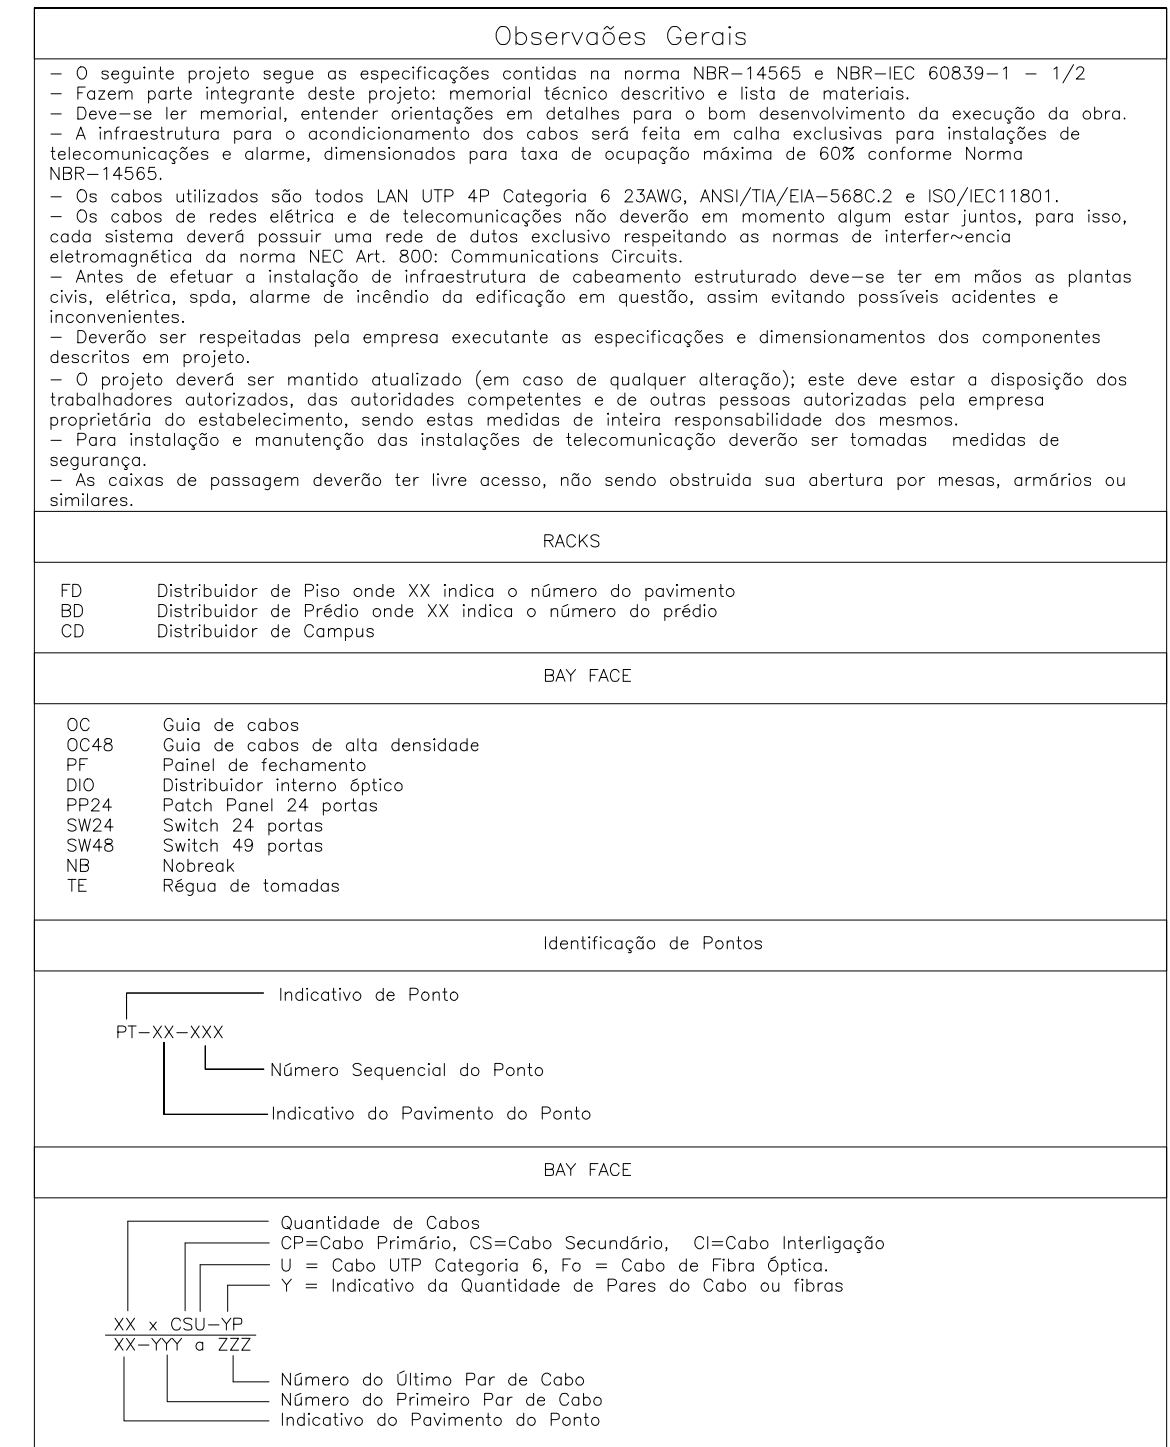 Observaões Gerais
– O seguinte projeto segue as especificações contidas na norma NBR–14565 e NBR–IEC 60839–1 – 1/2
– Fazem parte integrante deste projeto: memorial técnico descritivo e lista de materiais.
– Deve–se ler memorial, entender orientações em detalhes para o bom desenvolvimento da execução da obra.
– A infraestrutura para o acondicionamento dos cabos será feita em calha exclusivas para instalações de
telecomunicações e alarme, dimensionados para taxa de ocupação máxima de 60% conforme Norma
NBR–14565.
– Os cabos utilizados são todos LAN UTP 4P Categoria 6 23AWG, ANSI/TIA/EIA–568C.2 e ISO/IEC11801.
– Os cabos de redes elétrica e de telecomunicações não deverão em momento algum estar juntos, para isso,
cada sistema deverá possuir uma rede de dutos exclusivo respeitando as normas de interfer~encia
eletromagnética da norma NEC Art. 800: Communications Circuits.
– Antes de efetuar a instalação de infraestrutura de cabeamento estruturado deve–se ter em mãos as plantas
civis, elétrica, spda, alarme de incêndio da edificação em questão, assim evitando possíveis acidentes e
inconvenientes.
– Deverão ser respeitadas pela empresa executante as especificações e dimensionamentos dos componentes
descritos em projeto.
– O projeto deverá ser mantido atualizado (em caso de qualquer alteração); este deve estar a disposição dos
trabalhadores autorizados, das autoridades competentes e de outras pessoas autorizadas pela empresa
proprietária do estabelecimento, sendo estas medidas de inteira responsabilidade dos mesmos.
– Para instalação e manutenção das instalações de telecomunicação deverão ser tomadas medidas de
segurança.
– As caixas de passagem deverão ter livre acesso, não sendo obstruida sua abertura por mesas, armários ou
similares.
RACKS
FD Distribuidor de Piso onde XX indica o número do pavimento
BD Distribuidor de Prédio onde XX indica o número do prédio
CD Distribuidor de Campus
BAY FACE
OC Guia de cabos
OC48 Guia de cabos de alta densidade
PF Painel de fechamento
DIO Distribuidor interno óptico
PP24 Patch Panel 24 portas
SW24 Switch 24 portas
SW48 Switch 49 portas
NB Nobreak
TE Régua de tomadas
Identificação de Pontos
Indicativo de Ponto
PT–XX–XXX
Número Sequencial do Ponto
Indicativo do Pavimento do Ponto
BAY FACE
Quantidade de Cabos
CP=Cabo Primário, CS=Cabo Secundário, CI=Cabo Interligação
U = Cabo UTP Categoria 6, Fo = Cabo de Fibra Óptica.
Y = Indicativo da Quantidade de Pares do Cabo ou fibras
XX x CSU–YP
XX–YYY a ZZZ
Número do Último Par de Cabo
Número do Primeiro Par de Cabo
Indicativo do Pavimento do Ponto